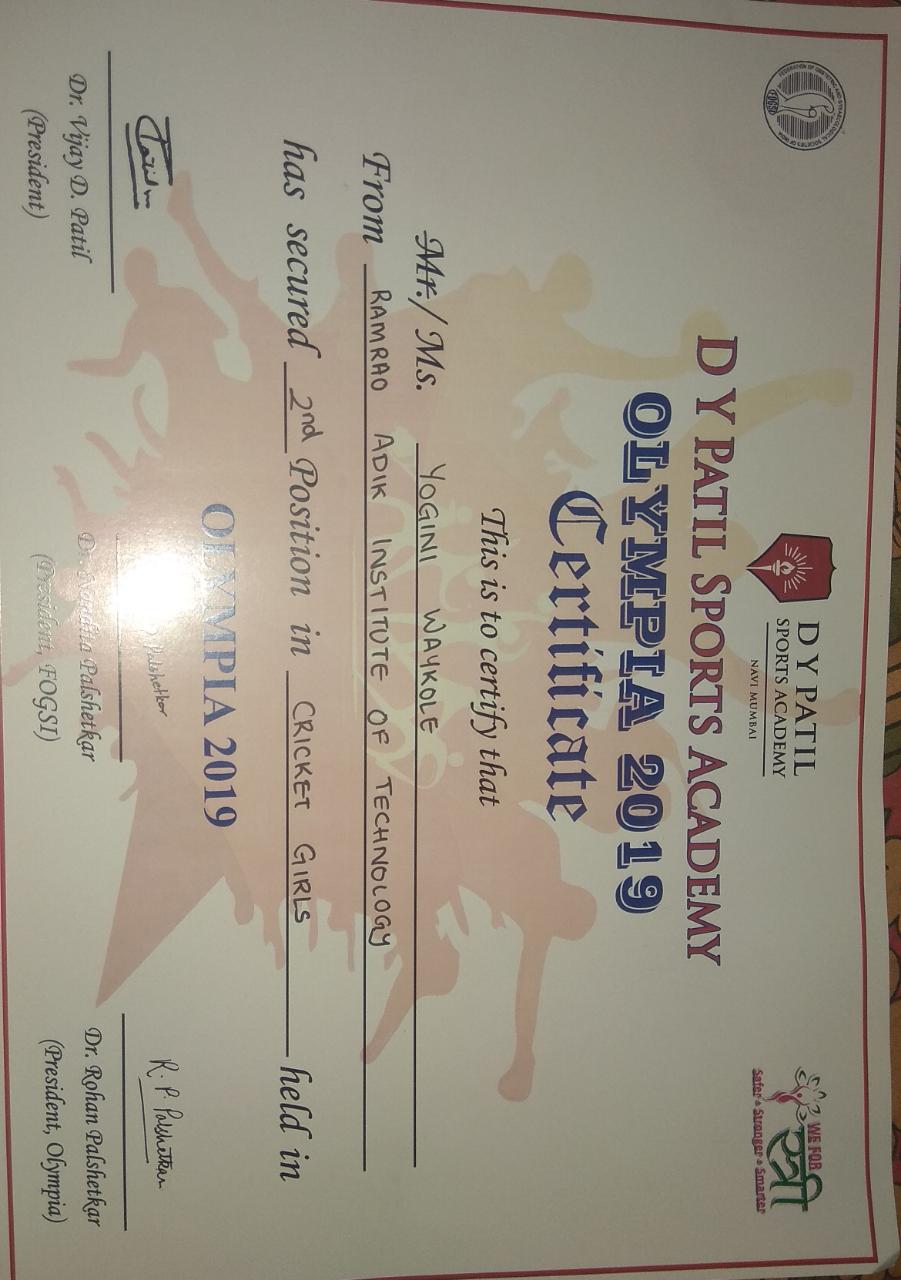 FEDERATION OF OBSTETRIC AND GYNAECOLOGICAL SOCIETIES OF INDIA
FOGSI
D Y PATIL
SPORTS ACADEMY
NAVI MUMBAI
WE FOR
स्त्री
Safer • Stronger • Smarter
D Y PATIL SPORTS ACADEMY
OLYMPIA 2019
Certificate
This is to certify that
Mr./ Ms. YOGINI WAYKOLE
From RAMRAO ADIK INSTITUTE OF TECHNOLOGY
has secured 2nd Position in CRICKET GIRLS held in
OLYMPIA 2019
Palshetkar
R. P. Palshetkar
Dr. Vijay D. Patil
(President)
Dr. Nandita Palshetkar
(President, FOGSI)
Dr. Rohan Palshetkar
(President, Olympia)